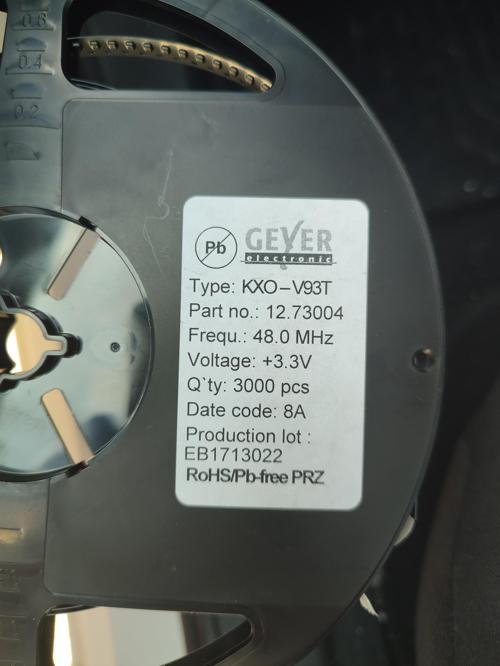 0.6
0.4
0.2
Pb
GEYER
electronic
Type: KXO-V93T
Part no.: 12.73004
Frequ.: 48.0 MHz
Voltage: +3.3V
Q`ty: 3000 pcs
Date code: 8A
Production lot :
EB1713022
RoHS/Pb-free PRZ